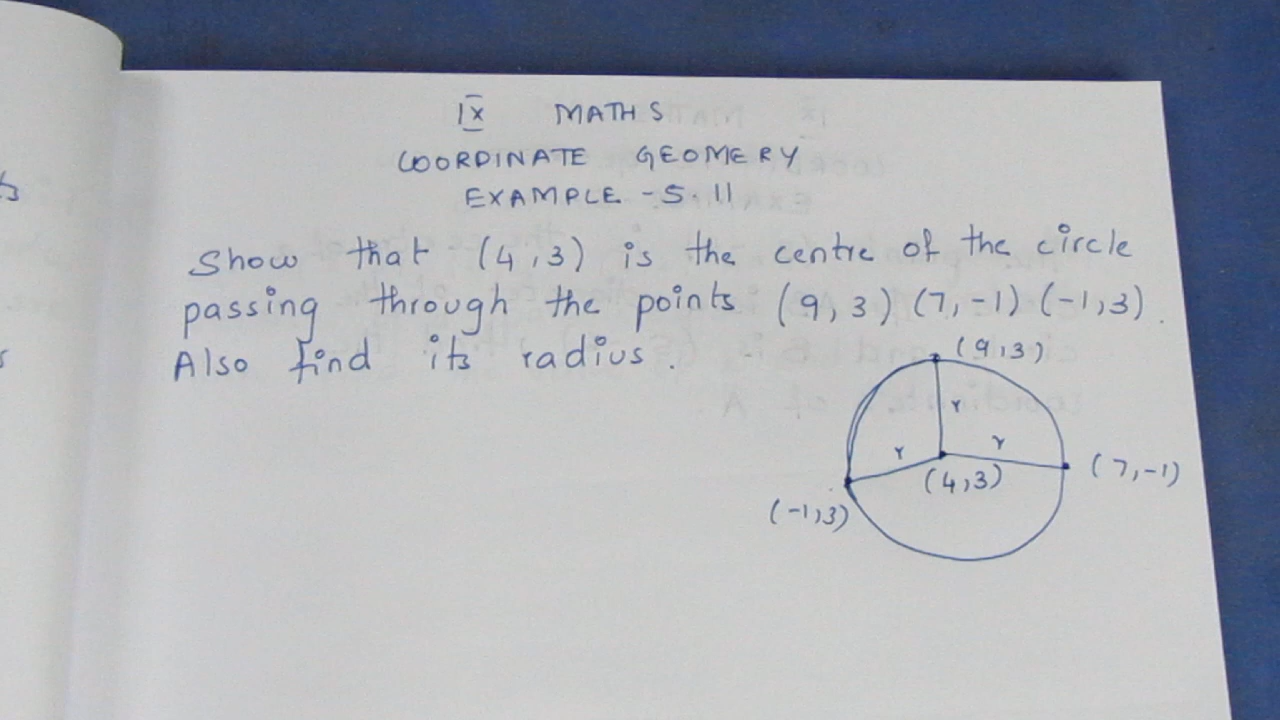 IX MATHS
COORDINATE GEOMERY
EXAMPLE - 5.11
Show that (4,3) is the centre of the circle
passing through the points (9,3) (7,-1) (-1,3).
Also find its radius.
(9,3)
r
r r
(4,3) (7,-1)
(-1,3)